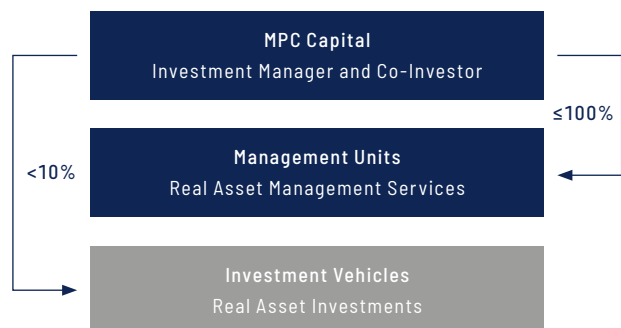 MPC Capital
Investment Manager and Co-Investor
≤100%
Management Units
<10%
Real Asset Management Services
Investment Vehicles
Real Asset Investments